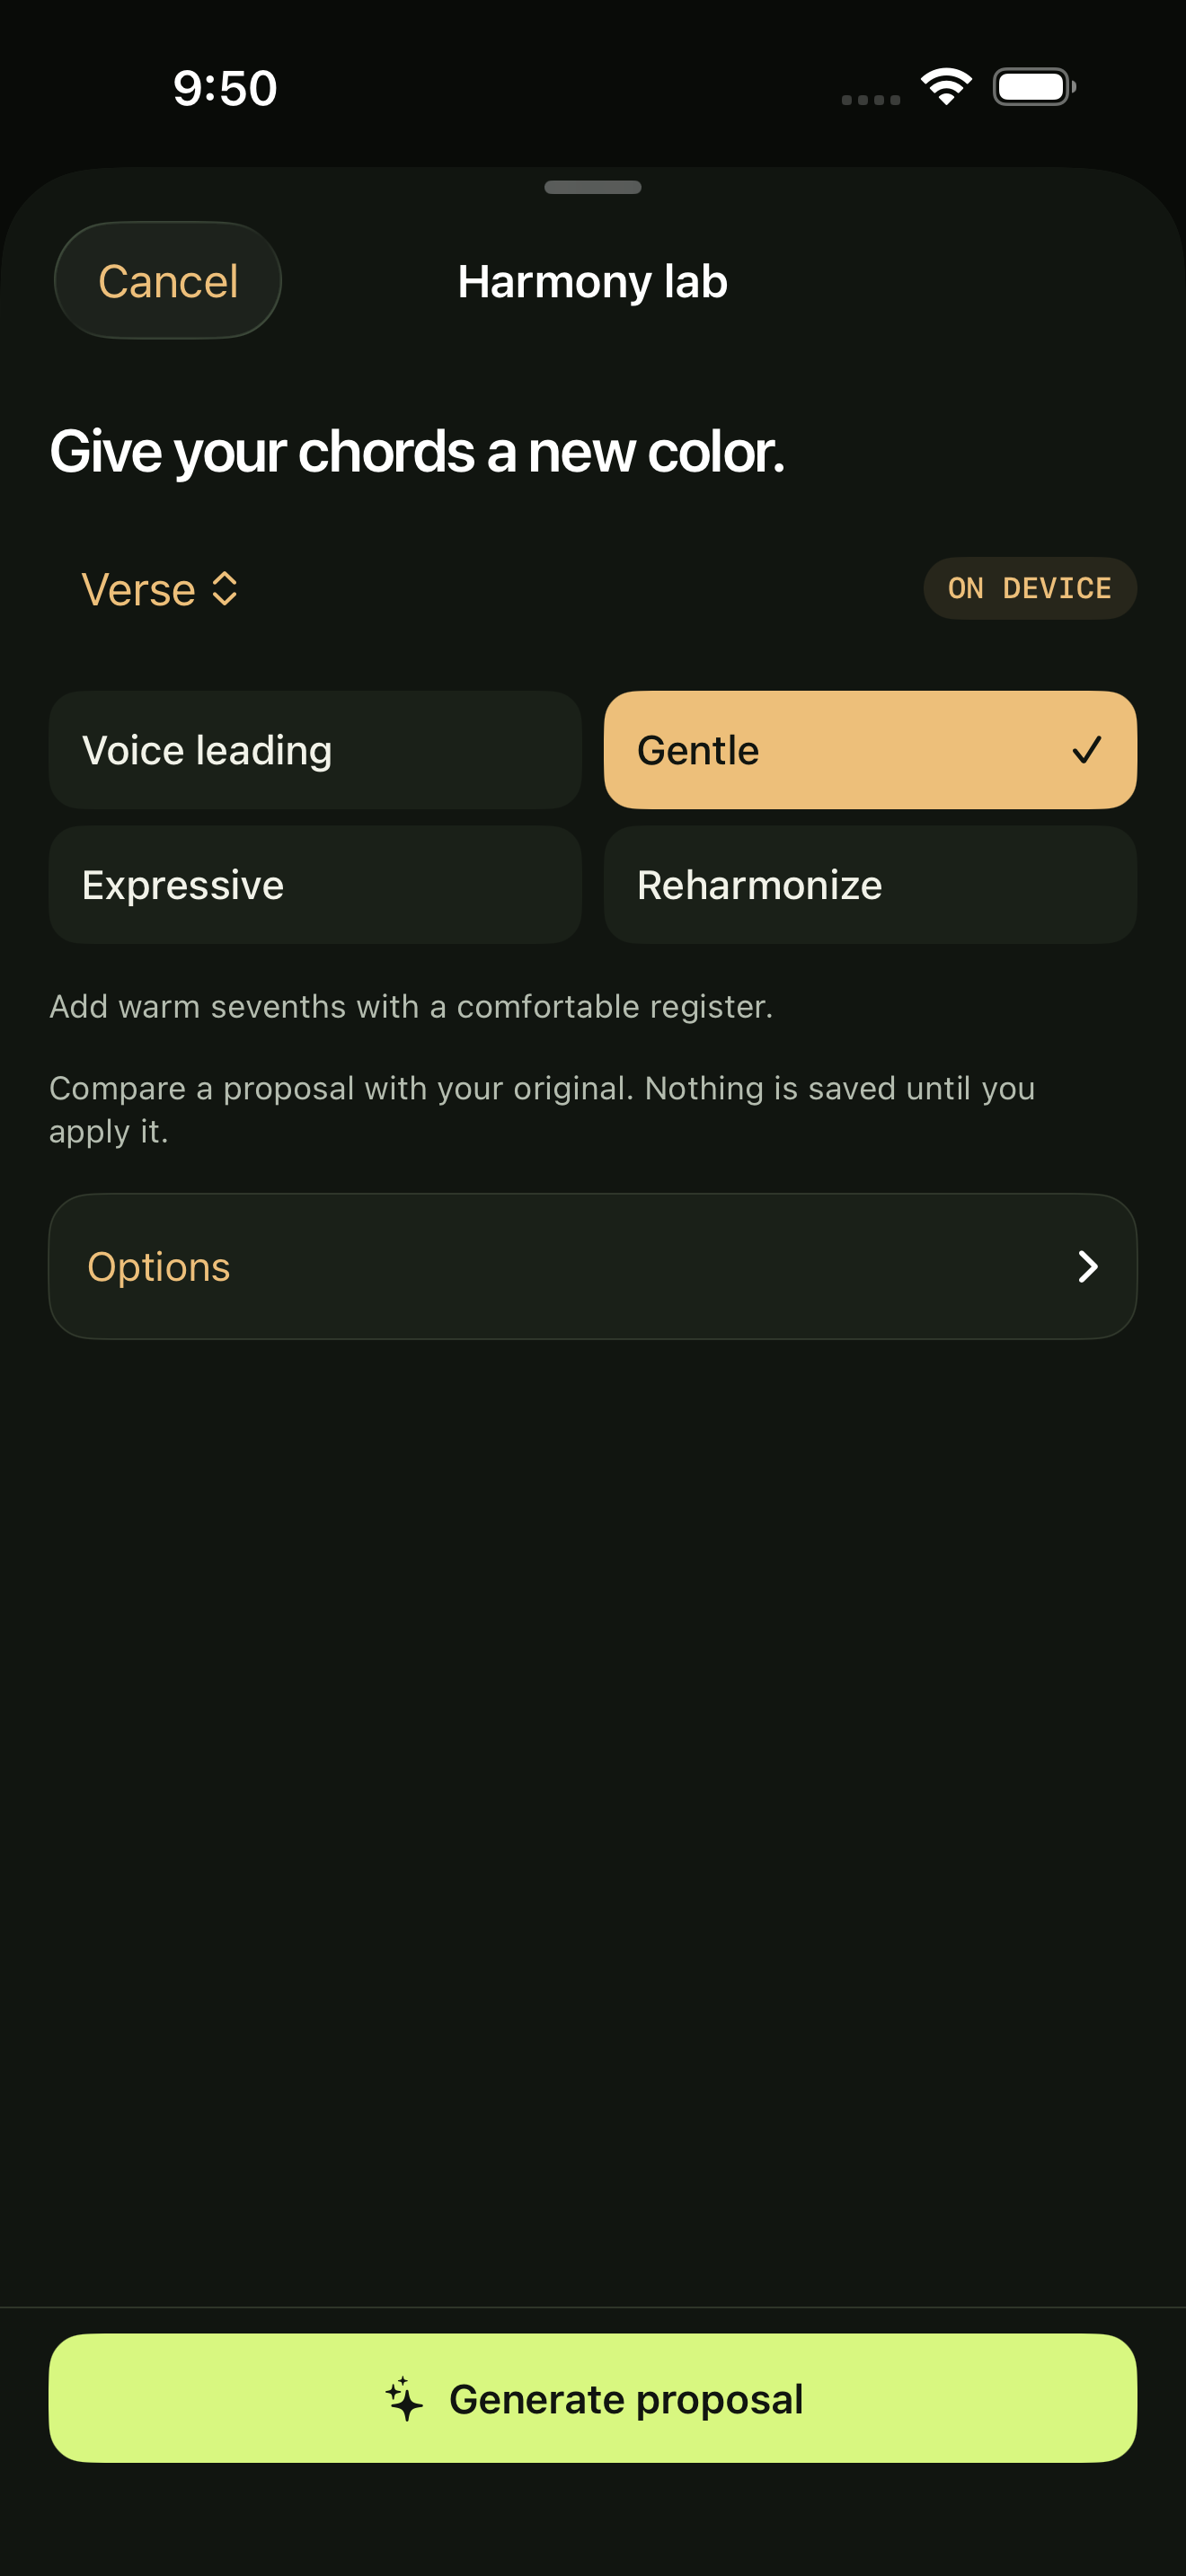 9:50
Cancel
Harmony lab
Give your chords a new color.
Verse
ON DEVICE
Voice leading
Gentle
Expressive
Reharmonize
Add warm sevenths with a comfortable register.
Compare a proposal with your original. Nothing is saved until you
apply it.
Options
Generate proposal